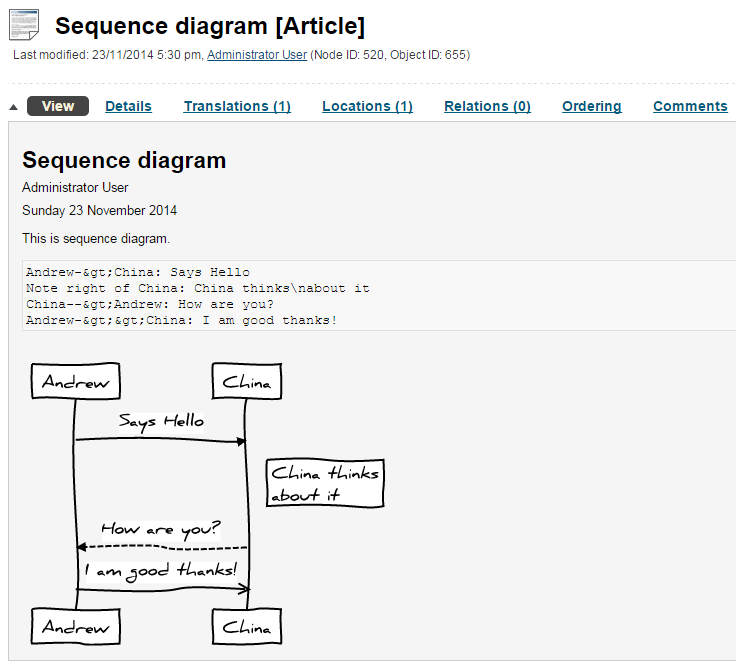 Sequence diagram [Article]
Last modified: 23/11/2014 5:30 pm, Administrator User (Node ID: 520, Object ID: 655)
View Details Translations (1) Locations (1) Relations (0) Ordering Comments
Sequence diagram
Administrator User
Sunday 23 November 2014
This is sequence diagram.
Andrew-&gt;China: Says Hello
Note right of China: China thinks\nabout it
China--&gt;Andrew: How are you?
Andrew-&gt;&gt;China: I am good thanks!
Andrew China
Says Hello
China thinks
about it
How are you?
I am good thanks!
Andrew China